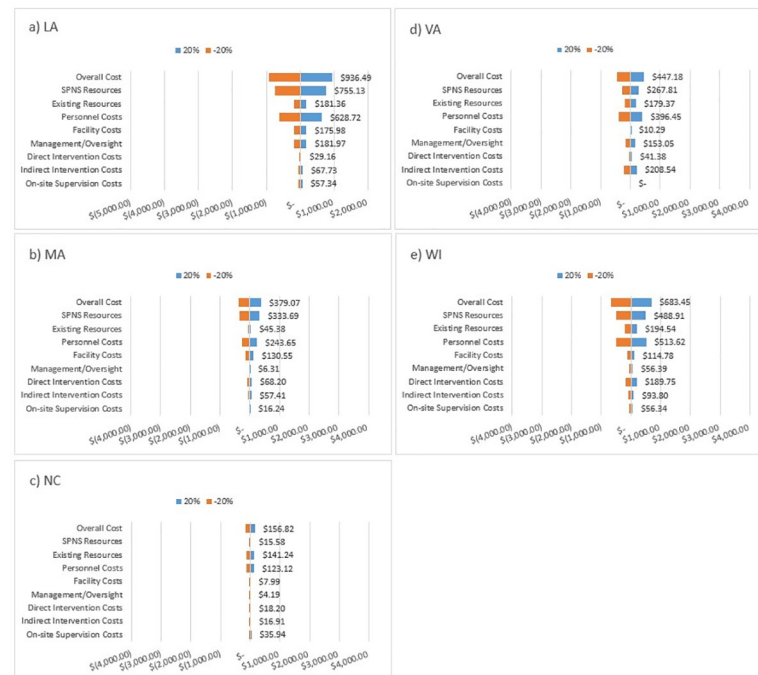 a) LA
20% -20%
Overall Cost $936.49
SPNS Resources $755.13
Existing Resources $181.36
Personnel Costs $628.72
Facility Costs $175.98
Management/Oversight $181.97
Direct Intervention Costs $29.16
Indirect Intervention Costs $67.73
On-site Supervision Costs $57.34
$(5,000.00) $(4,000.00) $(3,000.00) $(2,000.00) $(1,000.00) $- $1,000.00 $2,000.00
b) MA
20% -20%
Overall Cost $379.07
SPNS Resources $333.69
Existing Resources $45.38
Personnel Costs $243.65
Facility Costs $130.55
Management/Oversight $6.31
Direct Intervention Costs $68.20
Indirect Intervention Costs $57.41
On-site Supervision Costs $16.24
$(4,000.00) $(3,000.00) $(2,000.00) $(1,000.00) $- $1,000.00 $2,000.00 $3,000.00 $4,000.00
c) NC
20% -20%
Overall Cost $156.82
SPNS Resources $15.58
Existing Resources $141.24
Personnel Costs $123.12
Facility Costs $7.99
Management/Oversight $4.19
Direct Intervention Costs $18.20
Indirect Intervention Costs $16.91
On-site Supervision Costs $35.94
$(4,000.00) $(3,000.00) $(2,000.00) $(1,000.00) $- $1,000.00 $2,000.00 $3,000.00 $4,000.00
d) VA
20% -20%
Overall Cost $447.18
SPNS Resources $267.81
Existing Resources $179.37
Personnel Costs $396.45
Facility Costs $10.29
Management/Oversight $153.05
Direct Intervention Costs $41.38
Indirect Intervention Costs $208.54
On-site Supervision Costs $-
$(4,000.00) $(3,000.00) $(2,000.00) $(1,000.00) $- $1,000.00 $2,000.00 $3,000.00 $4,000.00
e) WI
20% -20%
Overall Cost $683.45
SPNS Resources $488.91
Existing Resources $194.54
Personnel Costs $513.62
Facility Costs $114.78
Management/Oversight $56.39
Direct Intervention Costs $189.75
Indirect Intervention Costs $93.80
On-site Supervision Costs $56.34
$(4,000.00) $(3,000.00) $(2,000.00) $(1,000.00) $- $1,000.00 $2,000.00 $3,000.00 $4,000.00